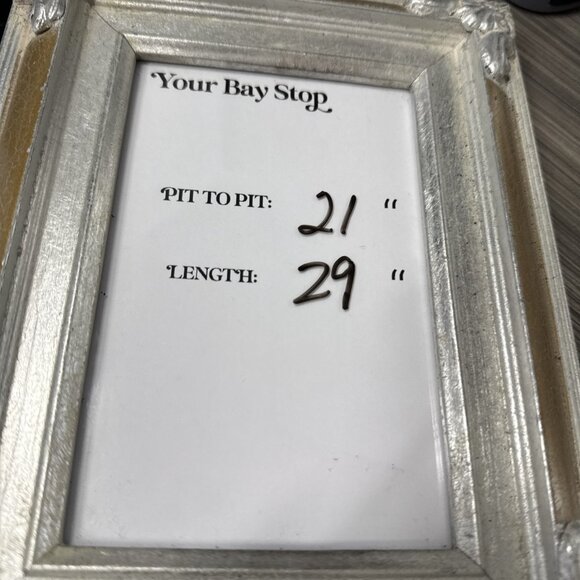 Your Bay Stop
PIT TO PIT: 21 "
LENGTH: 29 "